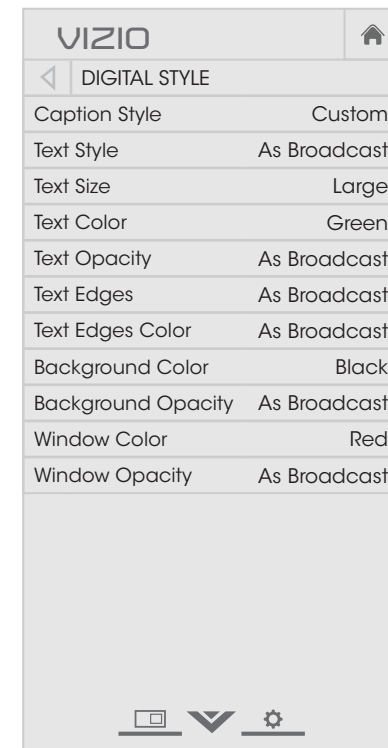 VIZIO
DIGITAL STYLE
Caption Style Custom
Text Style As Broadcast
Text Size Large
Text Color Green
Text Opacity As Broadcast
Text Edges As Broadcast
Text Edges Color As Broadcast
Background Color Black
Background Opacity As Broadcast
Window Color Red
Window Opacity As Broadcast